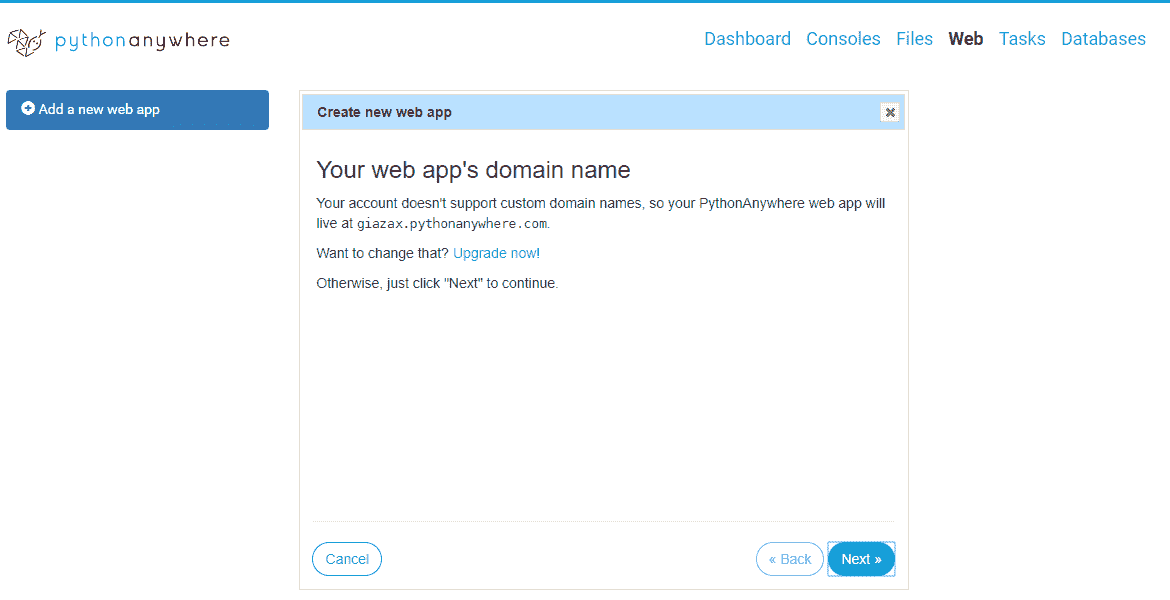 pythonanywhere
Dashboard Consoles Files Web Tasks Databases
Add a new web app
Create new web app
Your web app's domain name
Your account doesn't support custom domain names, so your PythonAnywhere web app will
live at giazax.pythonanywhere.com.
Want to change that? Upgrade now!
Otherwise, just click "Next" to continue.
Cancel « Back Next »